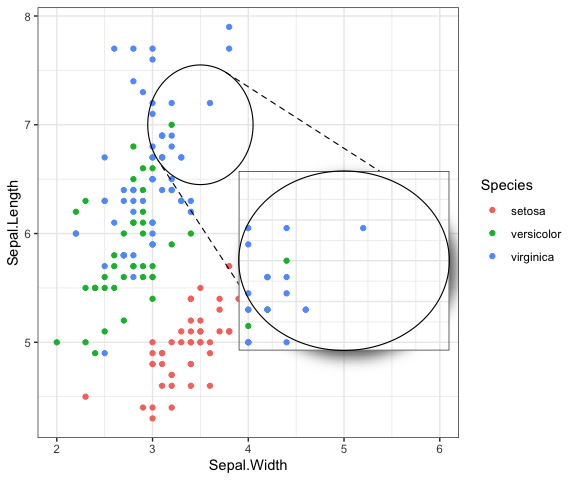 8
7
6
5
Sepal.Length
2 3 4 5 6
Sepal.Width
Species
setosa
versicolor
virginica